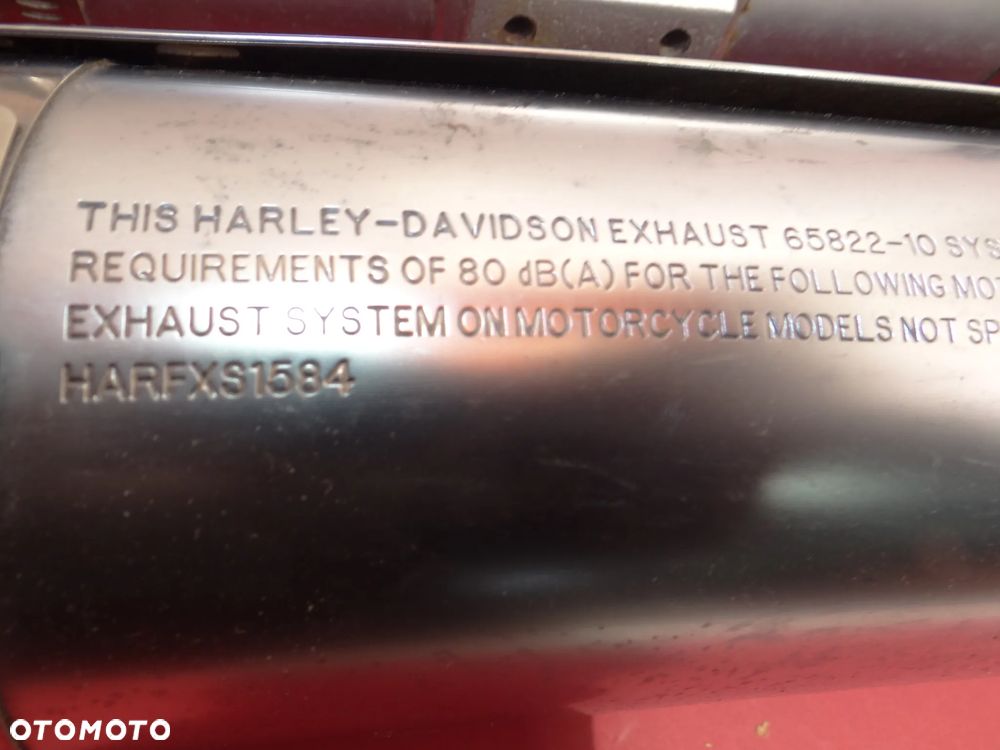 THIS HARLEY-DAVIDSON EXHAUST 65822-10 SYS
REQUIREMENTS OF 80 dB(A) FOR THE FOLLOWING MOT
EXHAUST SYSTEM ON MOTORCYCLE MODELS NOT SP
HARFXS1584
OTOMOTO